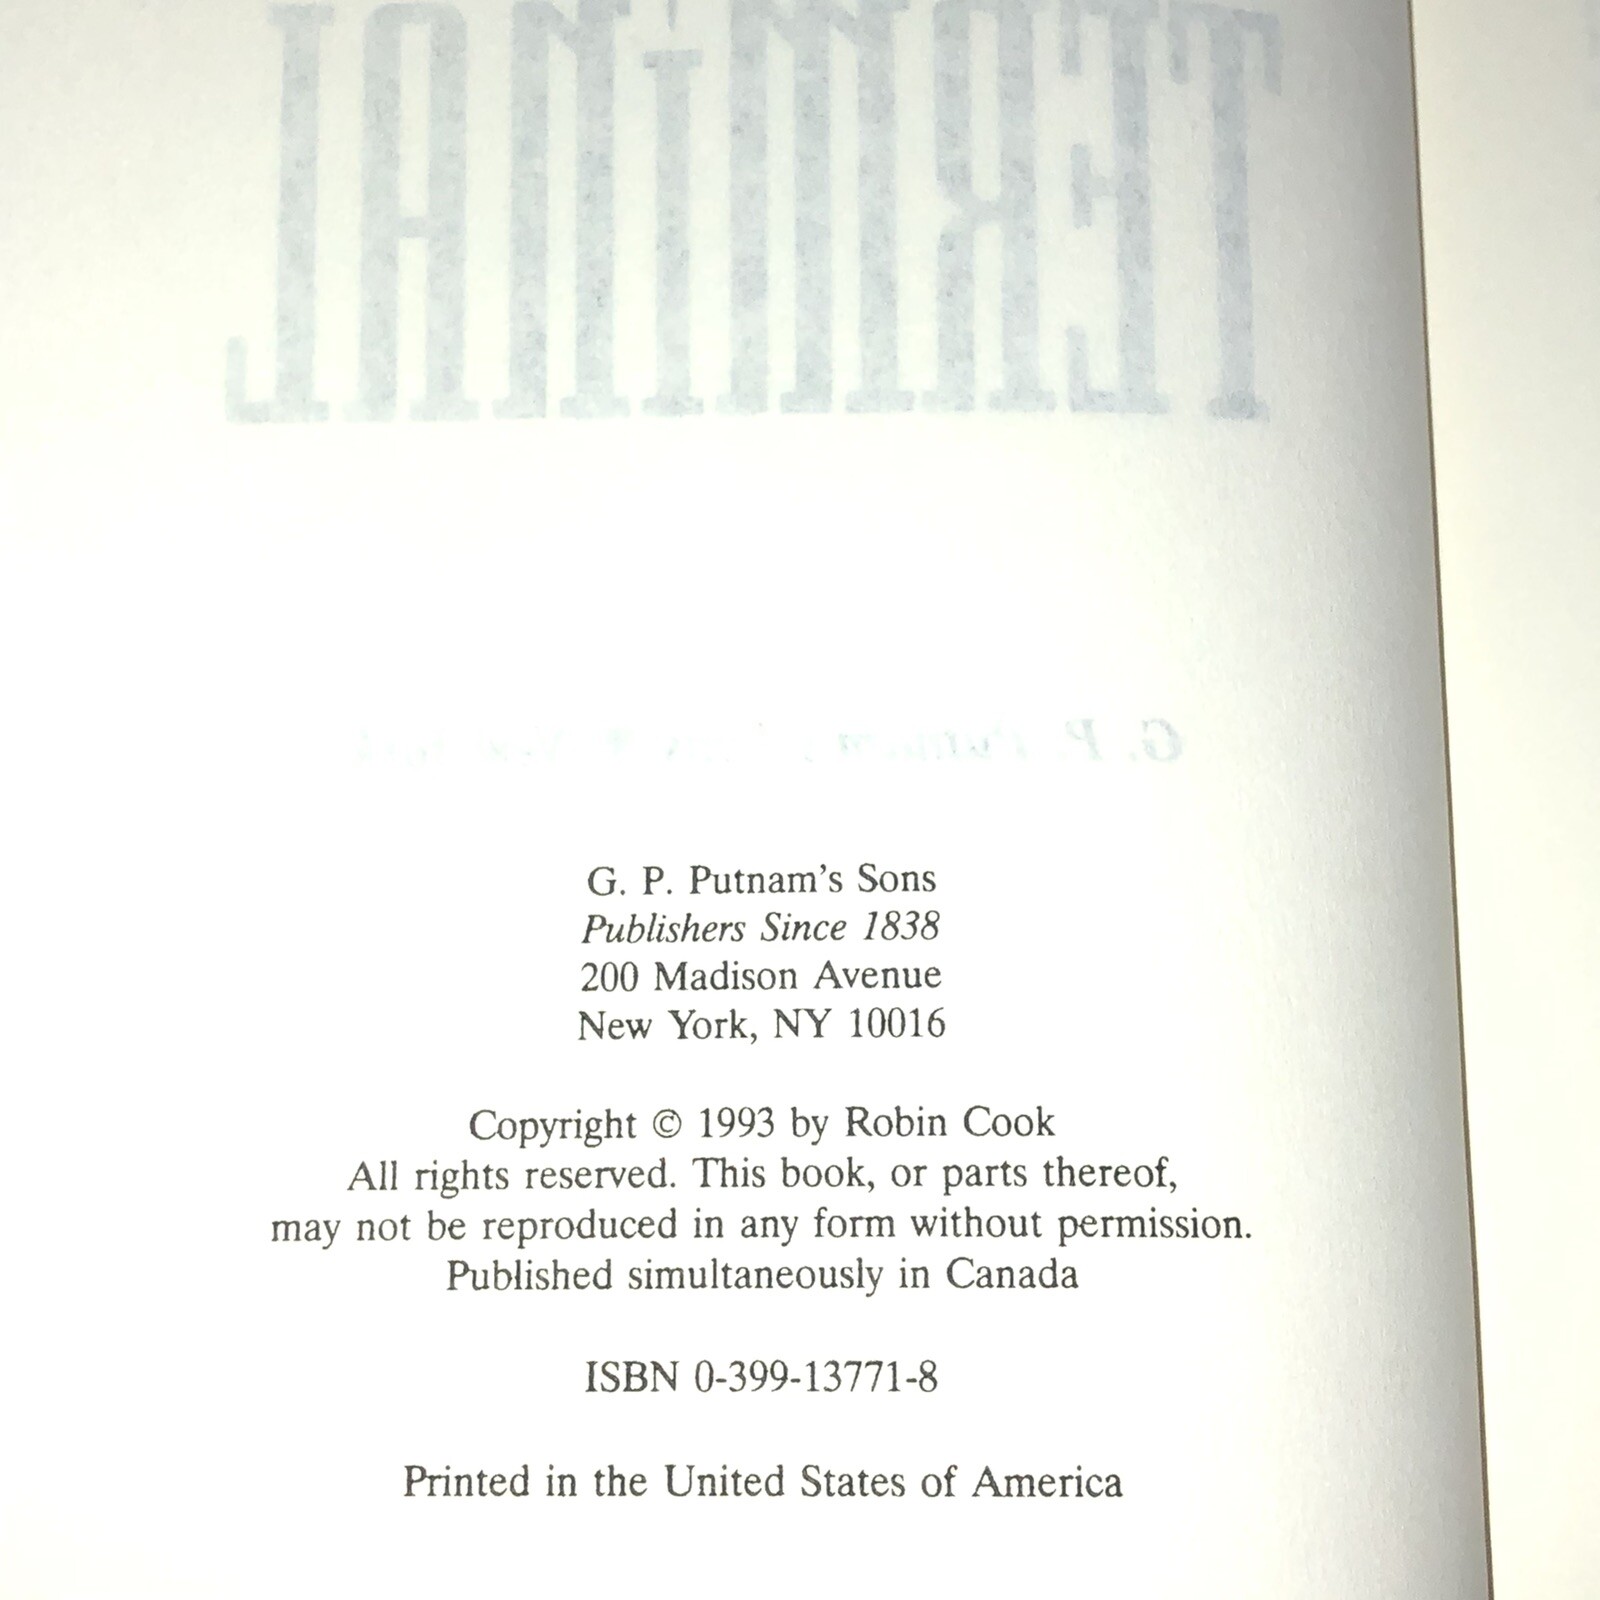 TERMINAL
G. P. Putnam's Sons
Publishers Since 1838
200 Madison Avenue
New York, NY 10016
Copyright © 1993 by Robin Cook
All rights reserved. This book, or parts thereof,
may not be reproduced in any form without permission.
Published simultaneously in Canada
ISBN 0-399-13771-8
Printed in the United States of America